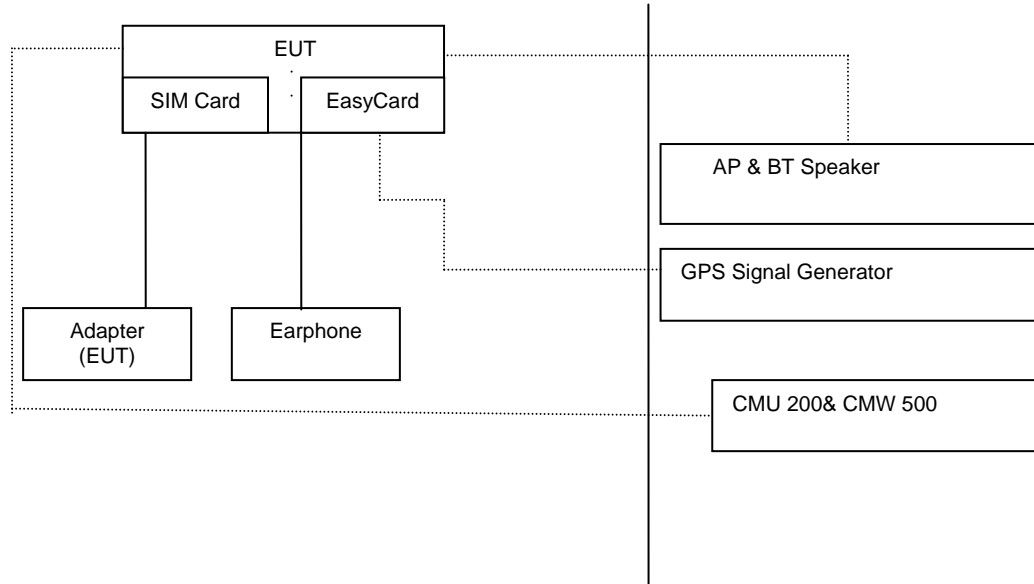 EUT
SIM Card
EasyCard
AP & BT Speaker
GPS Signal Generator
Adapter
(EUT)
Earphone
CMU 200& CMW 500